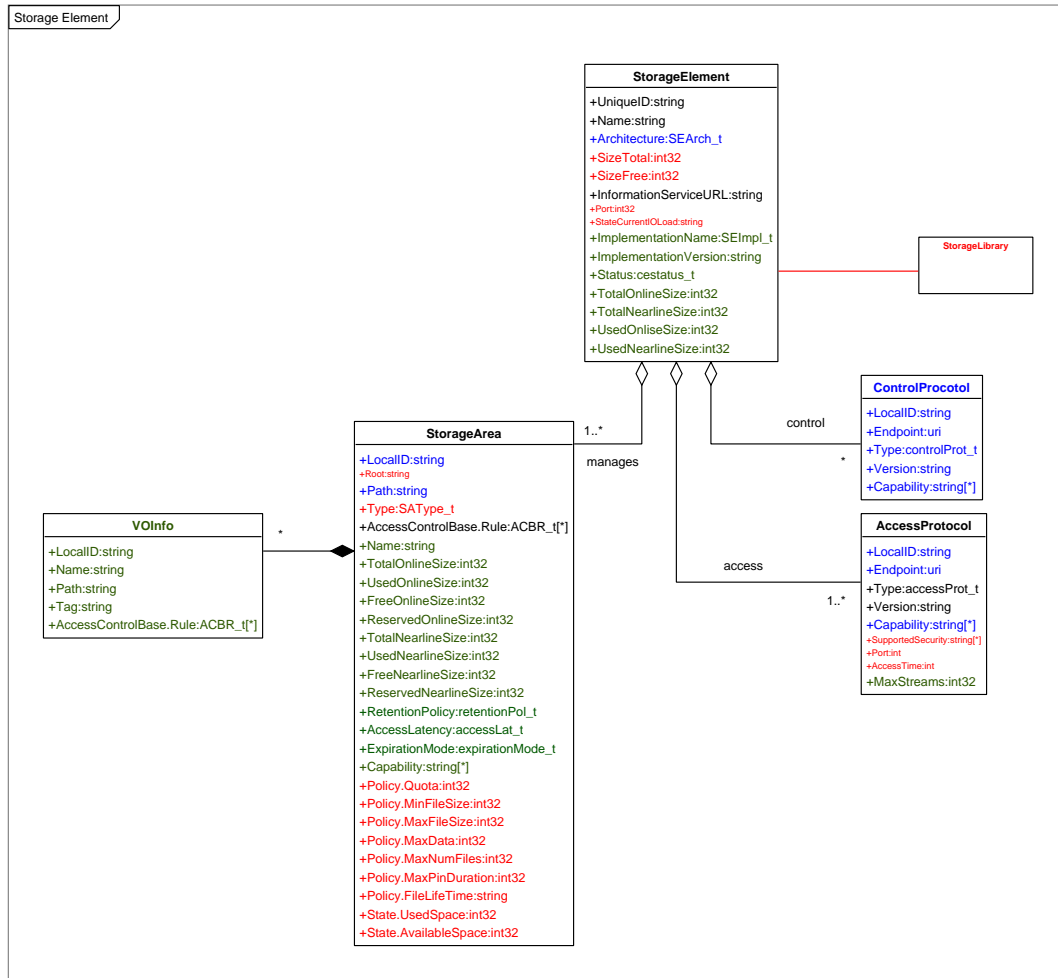 Storage Element
StorageElement
+UniqueID:string
+Name:string
+Architecture:SEArch_t
+SizeTotal:int32
+SizeFree:int32
+InformationServiceURL:string
+Port:int32
+StateCurrentIOLoad:string
+ImplementationName:SEImpl_t
+ImplementationVersion:string
+Status:cestatus_t
+TotalOnlineSize:int32
+TotalNearlineSize:int32
+UsedOnliseSize:int32
+UsedNearlineSize:int32
StorageLibrary
ControlProcotol
+LocalID:string
+Endpoint:uri
+Type:controlProt_t
+Version:string
+Capability:string[*]
control
*
1..*
manages
StorageArea
+LocalID:string
+Root:string
+Path:string
+Type:SAType_t
+AccessControlBase.Rule:ACBR_t[*]
+Name:string
+TotalOnlineSize:int32
+UsedOnlineSize:int32
+FreeOnlineSize:int32
+ReservedOnlineSize:int32
+TotalNearlineSize:int32
+UsedNearlineSize:int32
+FreeNearlineSize:int32
+ReservedNearlineSize:int32
+RetentionPolicy:retentionPol_t
+AccessLatency:accessLat_t
+ExpirationMode:expirationMode_t
+Capability:string[*]
+Policy.Quota:int32
+Policy.MinFileSize:int32
+Policy.MaxFileSize:int32
+Policy.MaxData:int32
+Policy.MaxNumFiles:int32
+Policy.MaxPinDuration:int32
+Policy.FileLifeTime:string
+State.UsedSpace:int32
+State.AvailableSpace:int32
VOInfo
+LocalID:string
+Name:string
+Path:string
+Tag:string
+AccessControlBase.Rule:ACBR_t[*]
*
access
1..*
AccessProtocol
+LocalID:string
+Endpoint:uri
+Type:accessProt_t
+Version:string
+Capability:string[*]
+SupportedSecurity:string[*]
+Port:int
+AccessTime:int
+MaxStreams:int32